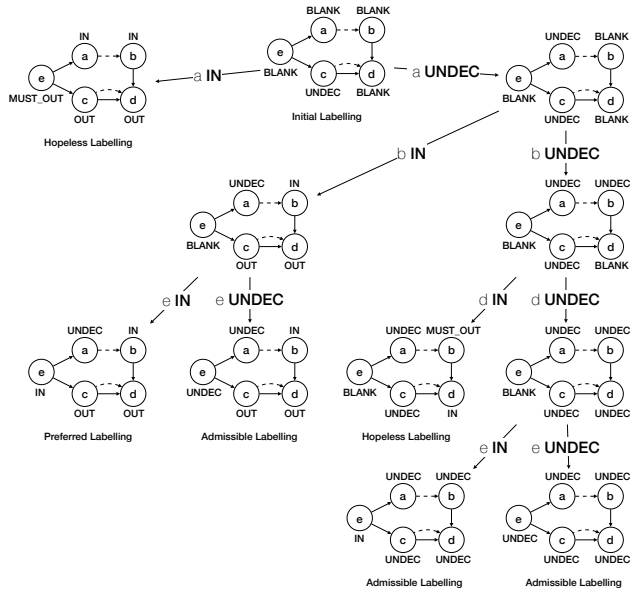 BLANK BLANK
IN IN a b UNDEC BLANK
a b e a b
e BLANK c d a IN a UNDEC e
MUST_OUT c d UNDEC BLANK BLANK c d
OUT OUT Initial Labelling UNDEC BLANK
Hopeless Labelling
b IN b UNDEC
UNDEC IN UNDEC UNDEC
a b a b
e e
BLANK c d BLANK c d
OUT OUT UNDEC BLANK
e IN e UNDEC d IN d UNDEC
UNDEC IN UNDEC IN UNDEC MUST_OUT UNDEC UNDEC
a b a b a b a b
e e e e
IN c d UNDEC c d BLANK c d BLANK c d
OUT OUT OUT OUT UNDEC IN UNDEC UNDEC
Preferred Labelling Admissible Labelling Hopeless Labelling
e IN e UNDEC
UNDEC UNDEC UNDEC UNDEC
a b a b
e e
IN c d UNDEC c d
UNDEC UNDEC UNDEC UNDEC
Admissible Labelling Admissible Labelling